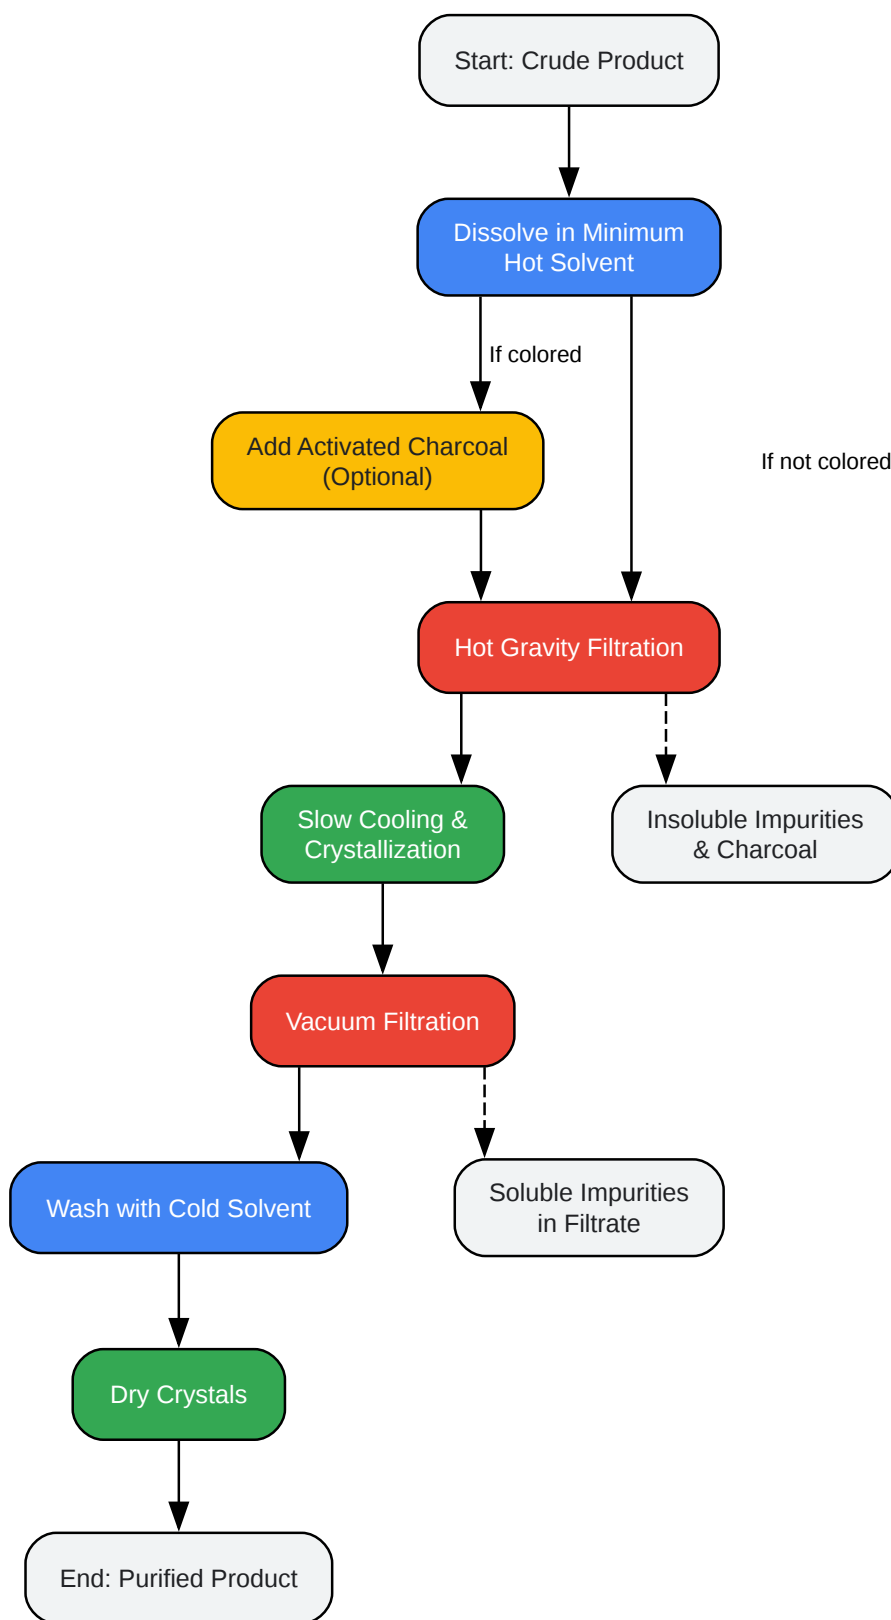 Start: Crude Product
Dissolve in Minimum
Hot Solvent
If colored
Add Activated Charcoal
(Optional)
If not colored
Hot Gravity Filtration
Slow Cooling &
Crystallization
Insoluble Impurities
& Charcoal
Vacuum Filtration
Wash with Cold Solvent
Soluble Impurities
in Filtrate
Dry Crystals
End: Purified Product